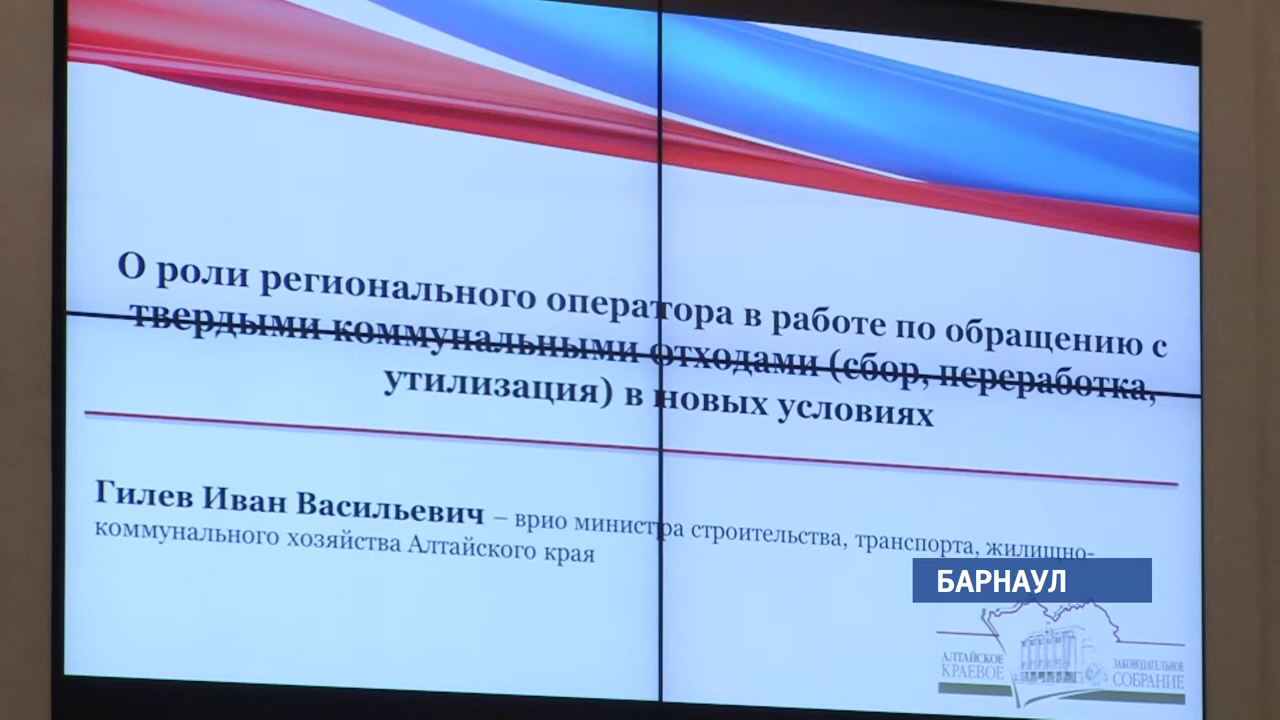 О роли регионального оператора в работе по обращению с
твердыми коммунальными отходами (сбор, переработка,
утилизация) в новых условиях
Гилев Иван Васильевич – врио министра строительства, транспорта, жилищно-
коммунального хозяйства Алтайского края
БАРНАУЛ
АЛТАЙСКОЕ
КРАЕВОЕ
ЗАКОНОДАТЕЛЬНОЕ
СОБРАНИЕ